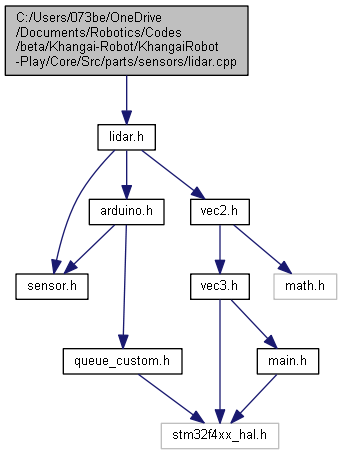 C:/Users/073be/OneDrive
/Documents/Robotics/Codes
/beta/Khangai-Robot/KhangaiRobot
-Play/Core/Src/parts/sensors/lidar.cpp
lidar.h
arduino.h
vec2.h
sensor.h
vec3.h
math.h
queue_custom.h
main.h
stm32f4xx_hal.h